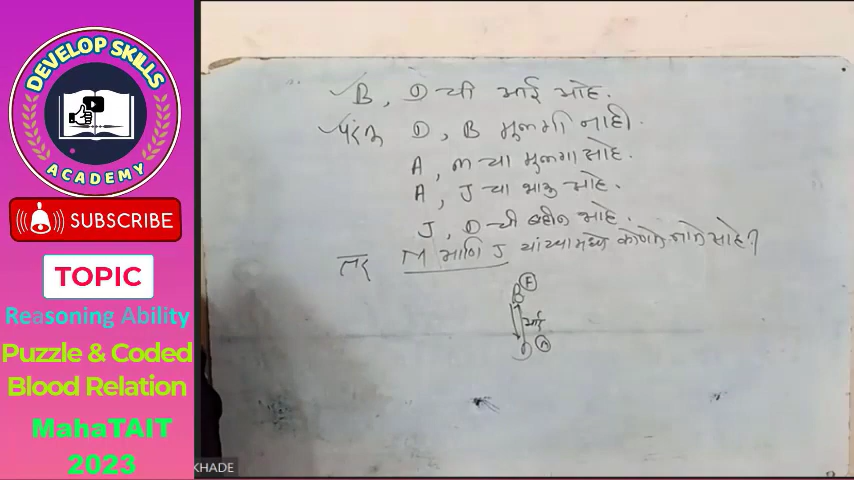 DEVELOP SKILLS
ACADEMY
SUBSCRIBE
TOPIC
Reasoning Ability
Puzzle & Coded
Blood Relation
MahaTAIT
2023
B, D ची आई आहे.
परंतु D, B मुलगी नाही.
A, M चा मुलगा आहे.
A, J चा भाऊ आहे.
J, D ची बहीण आहे.
तर M आणि J यांच्यामध्ये कोणते नाते आहे?
B F
आई
D
KHADE